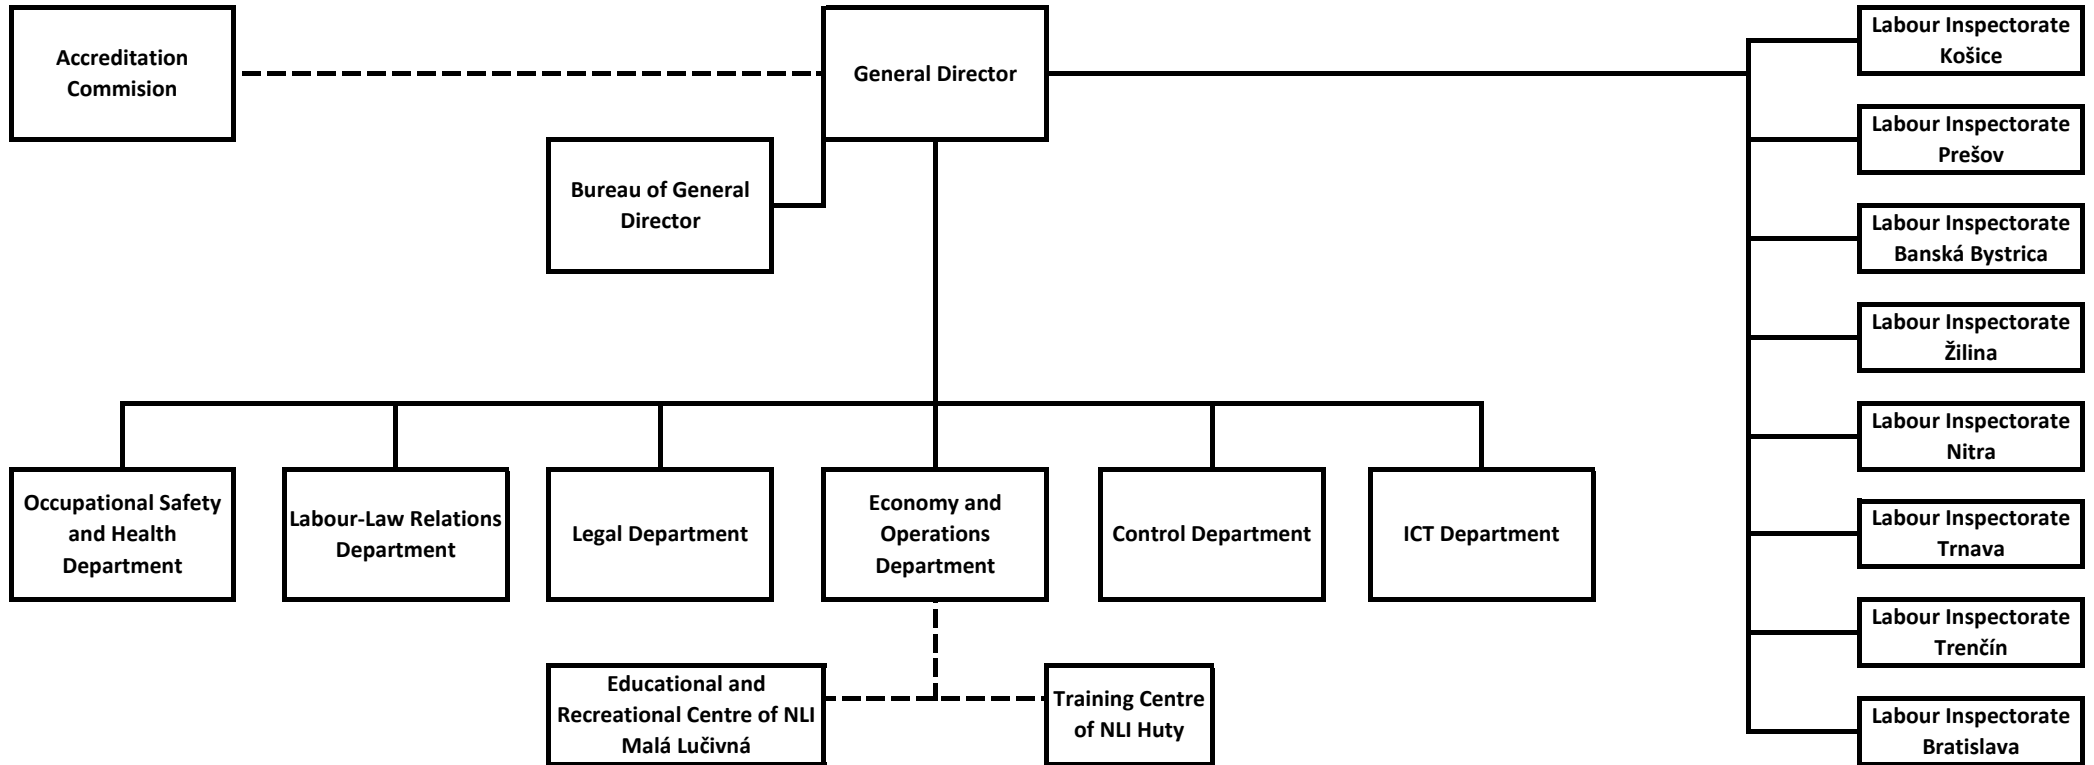 Accreditation
Commision
General Director
Bureau of General
Director
Labour Inspectorate
Košice
Labour Inspectorate
Prešov
Labour Inspectorate
Banská Bystrica
Labour Inspectorate
Žilina
Labour Inspectorate
Nitra
Labour Inspectorate
Trnava
Labour Inspectorate
Trenčín
Labour Inspectorate
Bratislava
Occupational Safety
and Health
Department
Labour-Law Relations
Department
Legal Department
Economy and
Operations
Department
Control Department
ICT Department
Educational and
Recreational Centre of NLI
Malá Lučivná
Training Centre
of NLI Huty